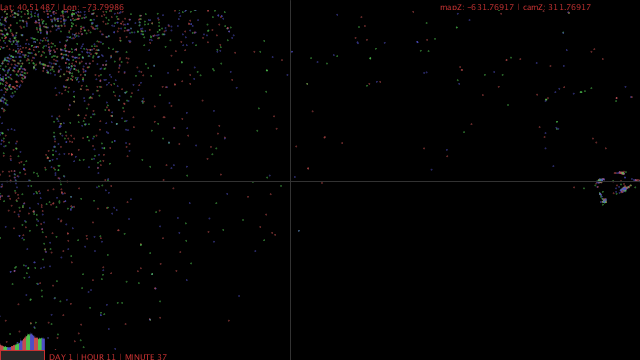 Lat: 40.51487 | Lon: -73.79986
mapZ: -631.76917 | camZ: 311.76917
DAY 1 | HOUR 11 | MINUTE 37